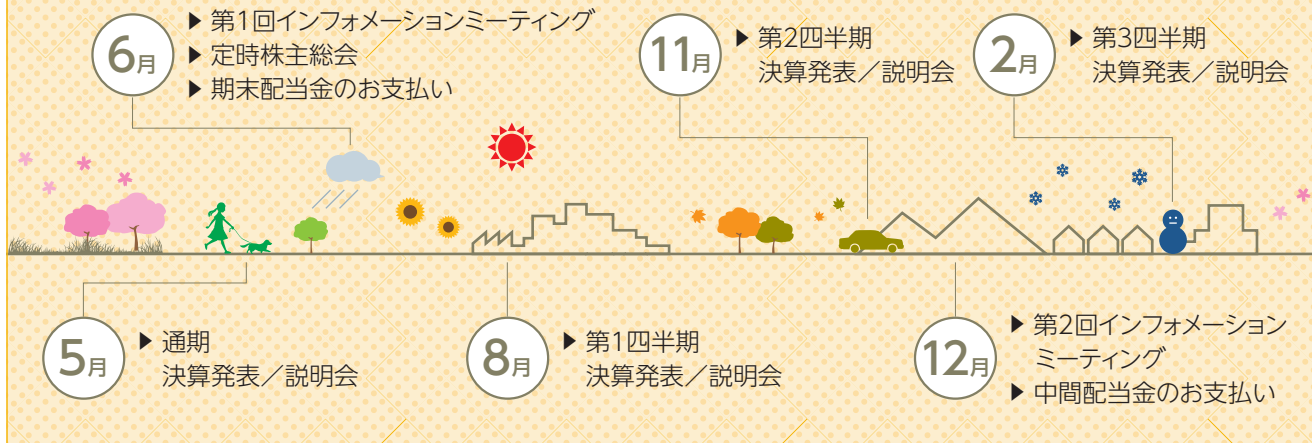 6月
▶ 第1回インフォメーションミーティング
▶ 定時株主総会
▶ 期末配当金のお支払い
11月
▶ 第2四半期
決算発表／説明会
2月
▶ 第3四半期
決算発表／説明会
5月
▶ 通期
決算発表／説明会
8月
▶ 第1四半期
決算発表／説明会
12月
▶ 第2回インフォメーション
ミーティング
▶ 中間配当金のお支払い